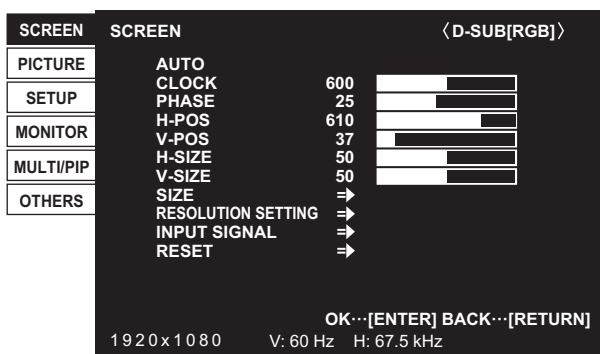 SCREEN
PICTURE
SETUP
MONITOR
MULTI/PIP
OTHERS
SCREEN 〈D-SUB[RGB]〉
AUTO
CLOCK 600
PHASE 25
H-POS 610
V-POS 37
H-SIZE 50
V-SIZE 50
SIZE
RESOLUTION SETTING
INPUT SIGNAL
RESET
OK···[ENTER] BACK···[RETURN]
1920x1080 V: 60 Hz H: 67.5 kHz